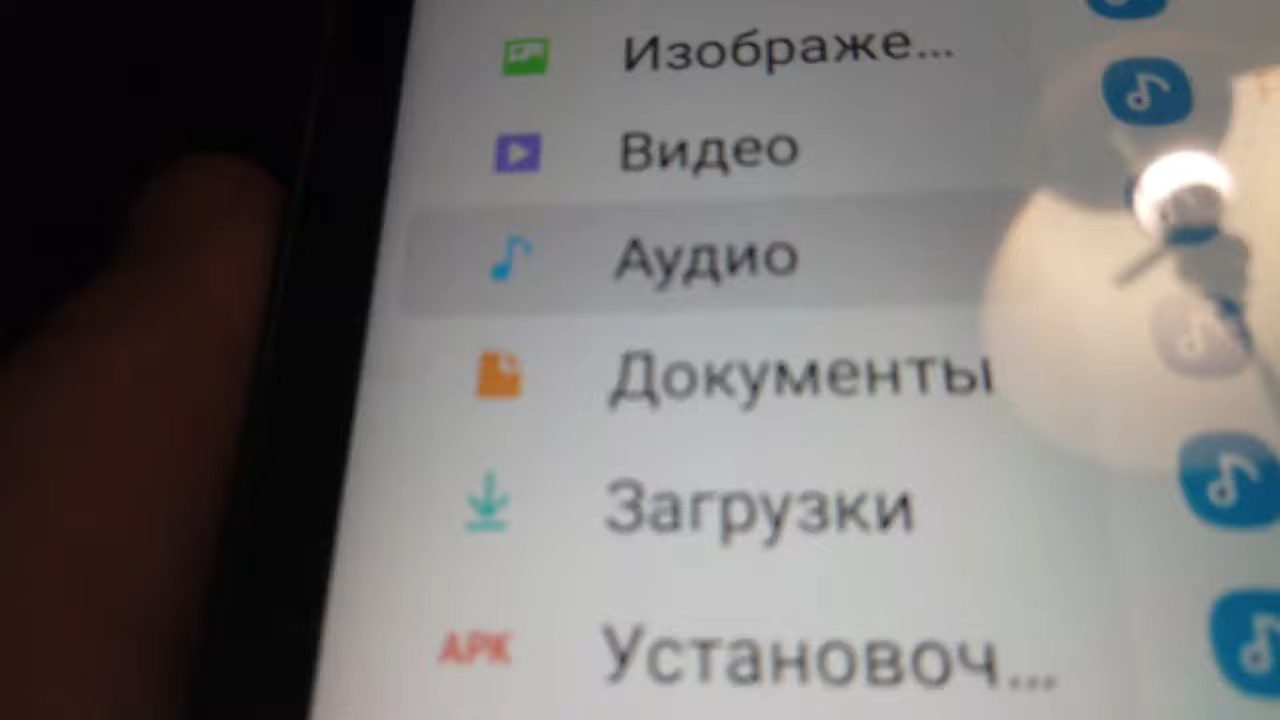 Изображе...
Видео
Аудио
Документы
Загрузки
APK Установоч...